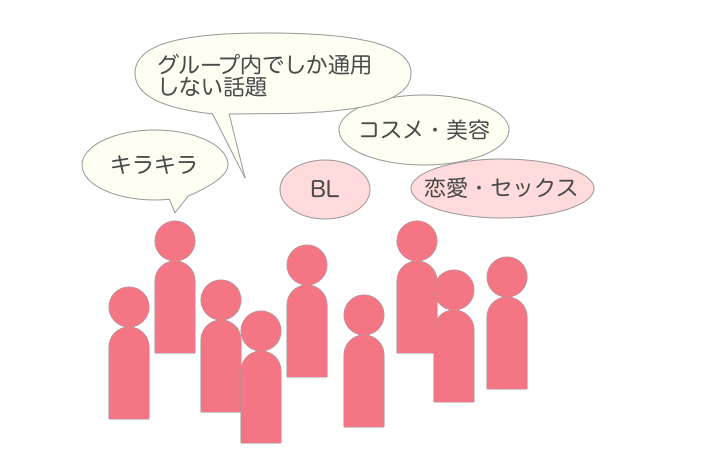 グループ内でしか通用
しない話題
コスメ・美容
キラキラ
BL
恋愛・セックス